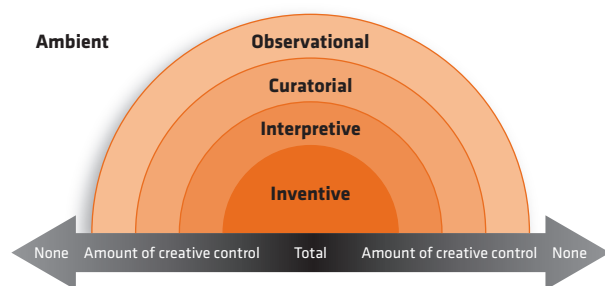 Ambient
Observational
Curatorial
Interpretive
Inventive
None Amount of creative control Total Amount of creative control None